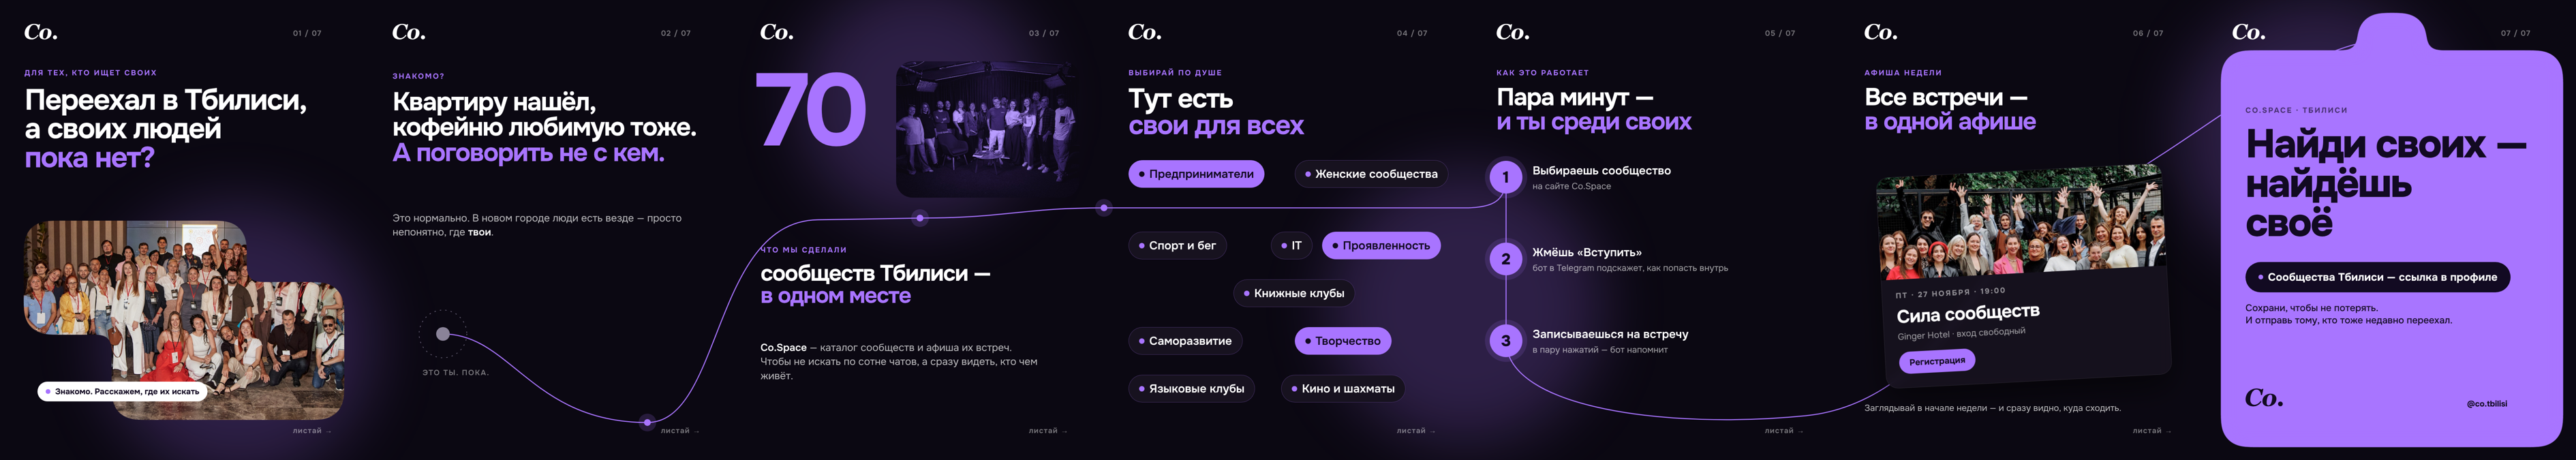 Co.
01 / 07
ДЛЯ ТЕХ, КТО ИЩЕТ СВОИХ
Переехал в Тбилиси,
а своих людей
пока нет?
Знакомо. Расскажем, где их искать
листай →
Co.
02 / 07
ЗНАКОМО?
Квартиру нашёл,
кофейню любимую тоже.
А поговорить не с кем.
Это нормально. В новом городе люди есть везде — просто
непонятно, где твои.
ЭТО ТЫ. ПОКА.
листай →
Co.
03 / 07
70
ЧТО МЫ СДЕЛАЛИ
сообществ Тбилиси —
в одном месте
Co.Space — каталог сообществ и афиша их встреч.
Чтобы не искать по сотне чатов, а сразу видеть, кто чем
живёт.
листай →
Co.
04 / 07
ВЫБИРАЙ ПО ДУШЕ
Тут есть
свои для всех
Предприниматели
Женские сообщества
Спорт и бег
IT
Проявленность
Книжные клубы
Саморазвитие
Творчество
Языковые клубы
Кино и шахматы
листай →
Co.
05 / 07
КАК ЭТО РАБОТАЕТ
Пара минут —
и ты среди своих
1
Выбираешь сообщество
на сайте Co.Space
2
Жмёшь «Вступить»
бот в Telegram подскажет, как попасть внутрь
3
Записываешься на встречу
в пару нажатий — бот напомнит
листай →
Co.
06 / 07
АФИША НЕДЕЛИ
Все встречи —
в одной афише
ПТ · 27 НОЯБРЯ · 19:00
Сила сообществ
Ginger Hotel · вход свободный
Регистрация
Заглядывай в начале недели — и сразу видно, куда сходить.
листай →
Co.
07 / 07
CO.SPACE · ТБИЛИСИ
Найди своих —
найдёшь
своё
Сообщества Тбилиси — ссылка в профиле
Сохрани, чтобы не потерять.
И отправь тому, кто тоже недавно переехал.
Co.
@co.tbilisi